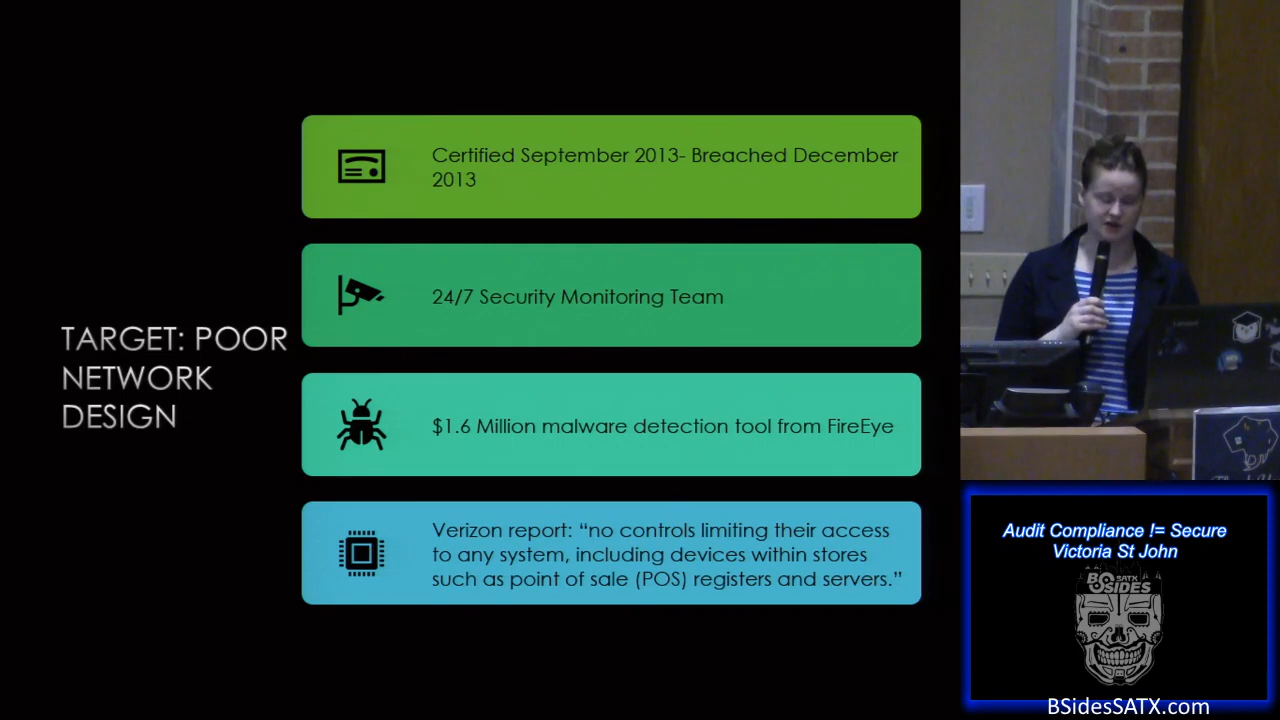 TARGET: POOR
NETWORK
DESIGN
Certified September 2013- Breached December
2013
24/7 Security Monitoring Team
$1.6 Million malware detection tool from FireEye
Verizon report: “no controls limiting their access
to any system, including devices within stores
such as point of sale (POS) registers and servers.”
Audit Compliance != Secure
Victoria St John
BSIDES
SATX
BSidesSATX.com